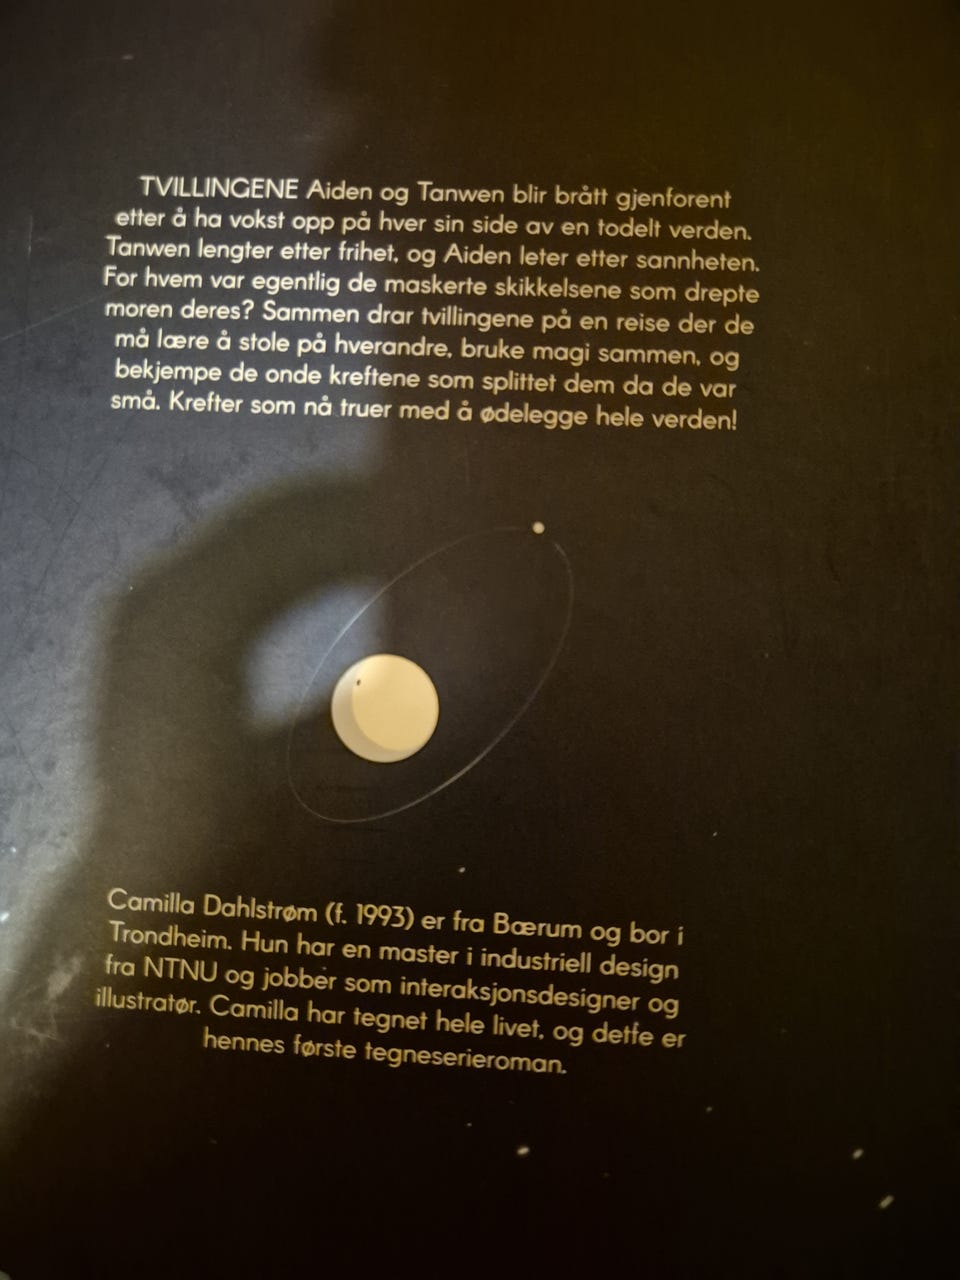 TVILLINGENE Aiden og Tanwen blir brått gjenforent
etter å ha vokst opp på hver sin side av en todelt verden.
Tanwen lengter etter frihet, og Aiden leter etter sannheten.
For hvem var egentlig de maskerte skikkelsene som drepte
moren deres? Sammen drar tvillingene på en reise der de
må lære å stole på hverandre, bruke magi sammen, og
bekjempe de onde kreftene som splittet dem da de var
små. Krefter som nå truer med å ødelegge hele verden!
Camilla Dahlstrøm (f. 1993) er fra Bærum og bor i
Trondheim. Hun har en master i industriell design
fra NTNU og jobber som interaksjonsdesigner og
illustratør. Camilla har tegnet hele livet, og dette er
hennes første tegneserieroman.